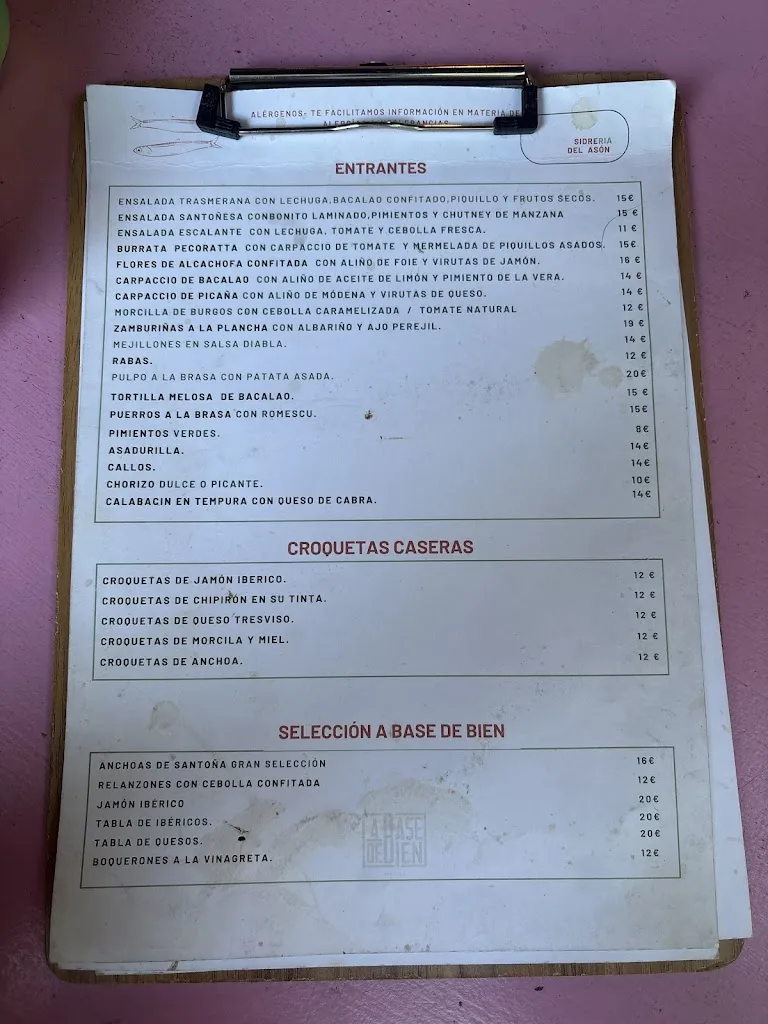 ALÉRGENOS- TE FACILITAMOS INFORMACIÓN EN MATERIA DE
SIDRERIA
DEL ASÓN
ENTRANTES
ENSALADA TRASMERANA CON LECHUGA,BACALAO CONFITADO,PIQUILLO Y FRUTOS SECOS. 15€
ENSALADA SANTOÑESA CONBONITO LAMINADO,PIMIENTOS Y CHUTNEY DE MANZANA 15 €
ENSALADA ESCALANTE CON LECHUGA, TOMATE Y CEBOLLA FRESCA. 11 €
BURRATA PECORATTA CON CARPACCIO DE TOMATE Y MERMELADA DE PIQUILLOS ASADOS. 15€
FLORES DE ALCACHOFA CONFITADA CON ALIÑO DE FOIE Y VIRUTAS DE JAMÓN. 16 €
CARPACCIO DE BACALAO CON ALIÑO DE ACEITE DE LIMÓN Y PIMIENTO DE LA VERA. 14 €
CARPACCIO DE PICAÑA CON ALIÑO DE MÓDENA Y VIRUTAS DE QUESO. 14 €
MORCILLA DE BURGOS CON CEBOLLA CARAMELIZADA / TOMATE NATURAL 12 €
ZAMBURIÑAS A LA PLANCHA CON ALBARIÑO Y AJO PEREJIL. 19 €
MEJILLONES EN SALSA DIABLA. 14 €
RABAS. 12 €
PULPO A LA BRASA CON PATATA ASADA. 20€
TORTILLA MELOSA DE BACALAO. 15 €
PUERROS A LA BRASA CON ROMESCU. 15€
PIMIENTOS VERDES. 8€
ASADURILLA. 14€
CALLOS. 14€
CHORIZO DULCE O PICANTE. 10€
CALABACIN EN TEMPURA CON QUESO DE CABRA. 14€
CROQUETAS CASERAS
CROQUETAS DE JAMÓN IBERICO. 12 €
CROQUETAS DE CHIPIRÓN EN SU TINTA. 12 €
CROQUETAS DE QUESO TRESVISO. 12 €
CROQUETAS DE MORCILA Y MIEL. 12 €
CROQUETAS DE ANCHOA. 12 €
SELECCIÓN A BASE DE BIEN
ANCHOAS DE SANTOÑA GRAN SELECCIÓN 16€
RELANZONES CON CEBOLLA CONFITADA 12€
JAMÓN IBÉRICO 20€
TABLA DE IBÉRICOS. 20€
TABLA DE QUESOS. 20€
BOQUERONES A LA VINAGRETA. 12€
A BASE
DE BIEN